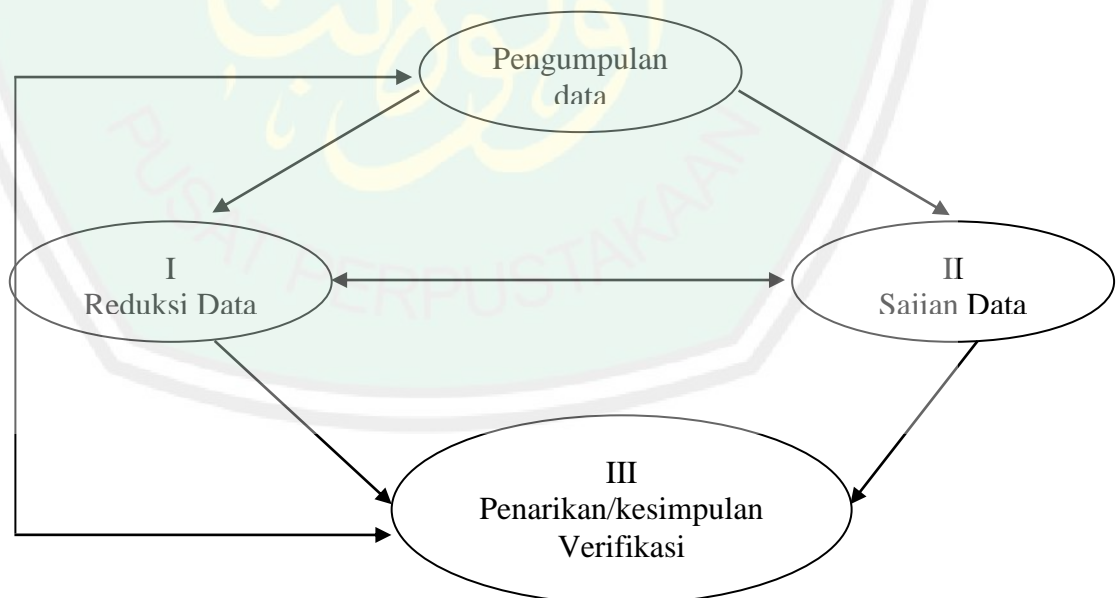 Pengumpulan
data
I
Reduksi Data
II
Sajian Data
III
Penarikan/kesimpulan
Verifikasi
PUSAT PERPUSTAKAAN